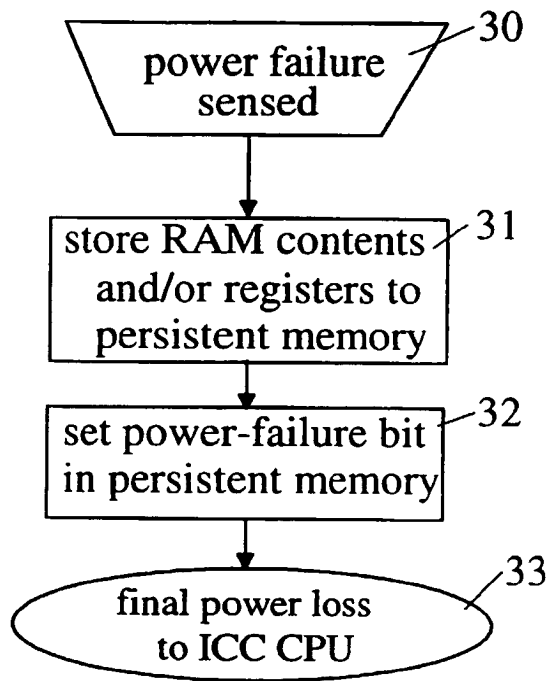 30
power failure
sensed
31
store RAM contents
and/or registers to
persistent memory
32
set power-failure bit
in persistent memory
33
final power loss
to ICC CPU